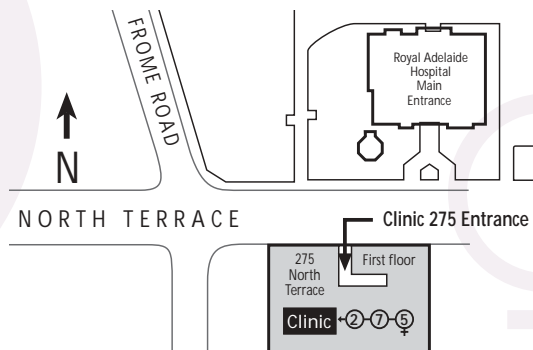 FROME ROAD
Royal Adelaide
Hospital
Main
Entrance
N
NORTH TERRACE
Clinic 275 Entrance
275
North
Terrace
First floor
Clinic 2 7 5